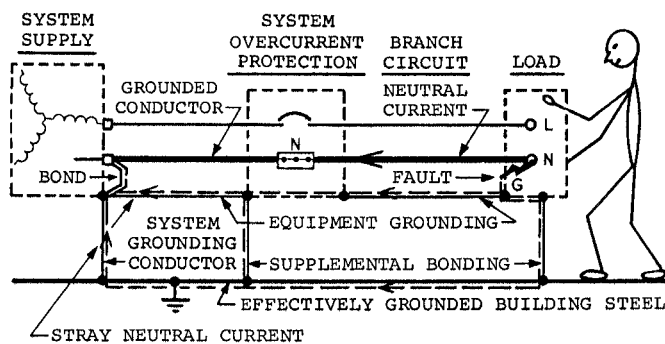 SYSTEM
SUPPLY
SYSTEM
OVERCURRENT
PROTECTION
BRANCH
CIRCUIT
LOAD
GROUNDED
CONDUCTOR
NEUTRAL
CURRENT
L
N
N
BOND
FAULT
G
SYSTEM
GROUNDING
CONDUCTOR
EQUIPMENT GROUNDING
SUPPLEMENTAL BONDING
EFFECTIVELY GROUNDED BUILDING STEEL
STRAY NEUTRAL CURRENT